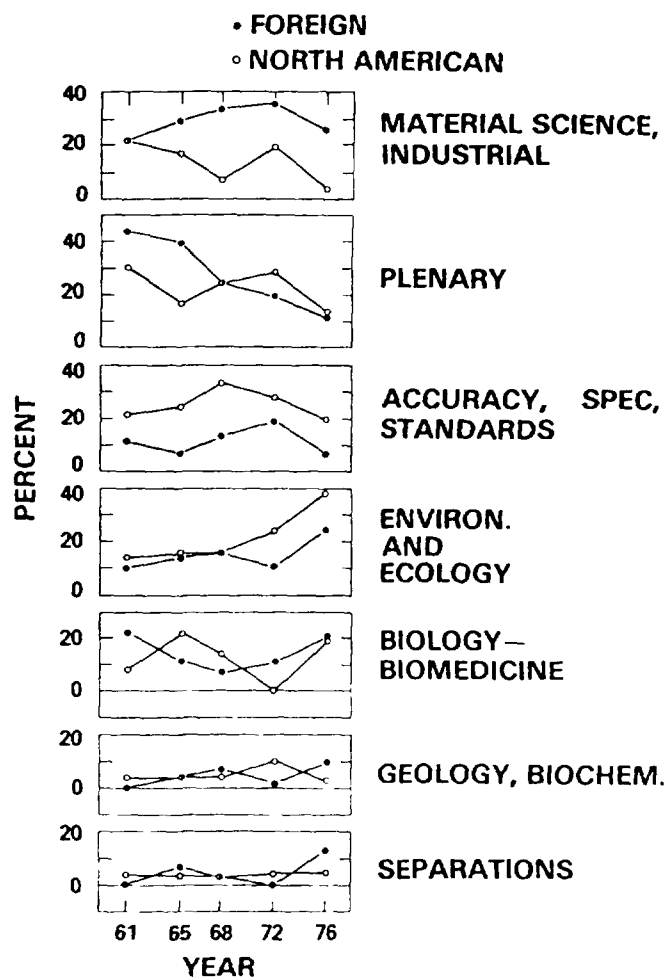 • FOREIGN
○ NORTH AMERICAN
40
20
0
MATERIAL SCIENCE,
INDUSTRIAL
40
20
0
PLENARY
40
20
0
ACCURACY, SPEC,
STANDARDS
PERCENT
40
20
0
ENVIRON.
AND
ECOLOGY
20
0
BIOLOGY—
BIOMEDICINE
20
0
GEOLOGY, BIOCHEM.
20
0
SEPARATIONS
61 65 68 72 76
YEAR